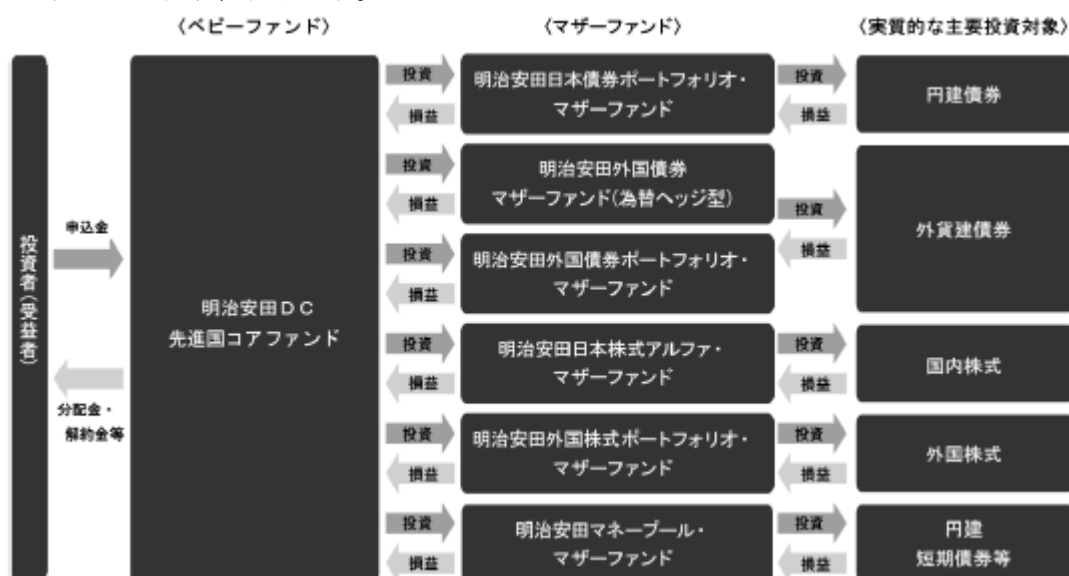 〈ベビーファンド〉
〈マザーファンド〉
〈実質的な主要投資対象〉
投資者(受益者)
申込金
分配金・
解約金等
明治安田DC
先進国コアファンド
投資
損益
明治安田日本債券ポートフォリオ・
マザーファンド
投資
損益
円建債券
投資
損益
明治安田外国債券
マザーファンド(為替ヘッジ型)
投資
損益
明治安田外国債券ポートフォリオ・
マザーファンド
投資
損益
外貨建債券
投資
損益
明治安田日本株式アルファ・
マザーファンド
投資
損益
国内株式
投資
損益
明治安田外国株式ポートフォリオ・
マザーファンド
投資
損益
外国株式
投資
損益
明治安田マネープール・
マザーファンド
投資
損益
円建
短期債券等